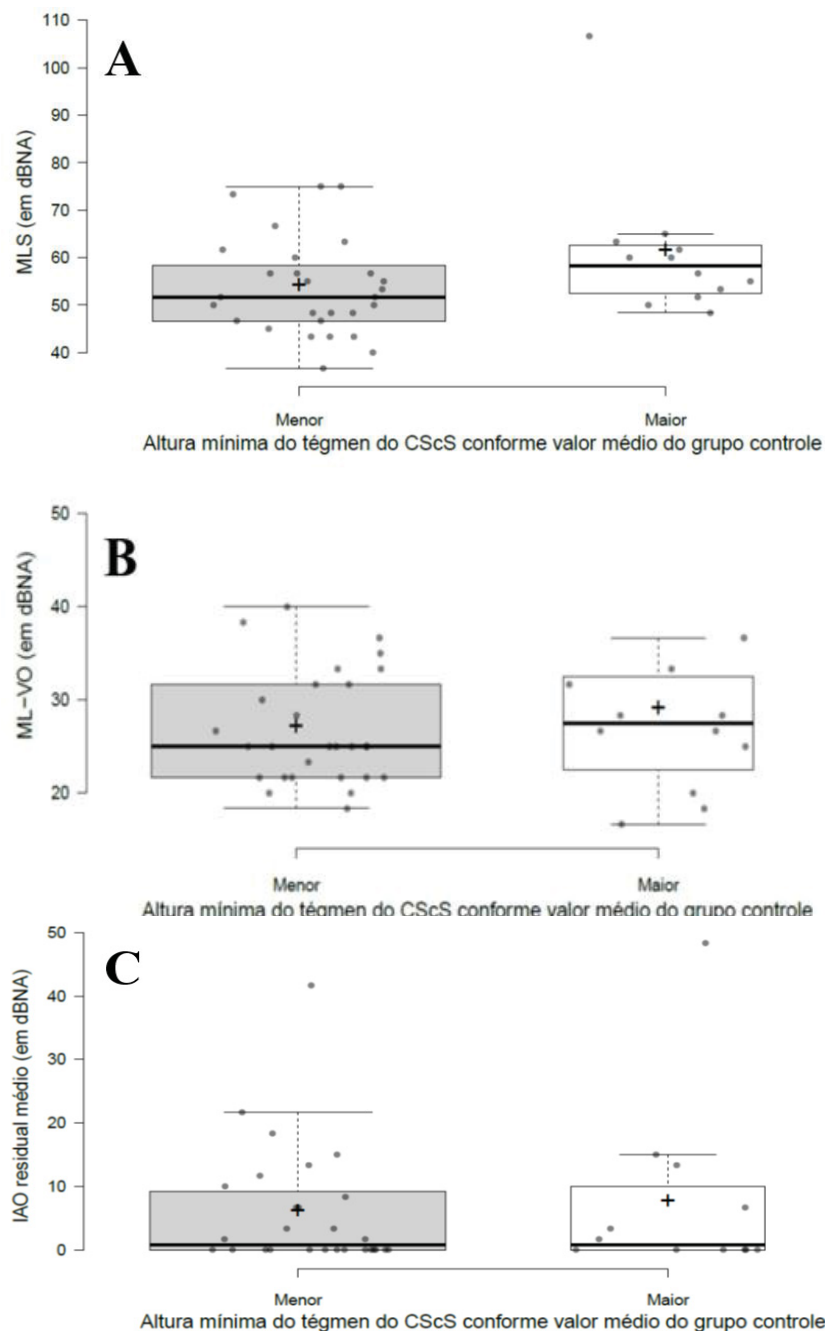 A
110
100
90
80
70
60
50
40
MLS (em dBNA)
Menor
Maior
Altura mínima do tégmen do CScS conforme valor médio do grupo controle
B
50
40
30
20
ML-VO (em dBNA)
Menor
Maior
Altura mínima do tégmen do CScS conforme valor médio do grupo controle
C
50
40
30
20
10
0
IAO residual médio (em dBNA)
Menor
Maior
Altura mínima do tégmen do CScS conforme valor médio do grupo controle